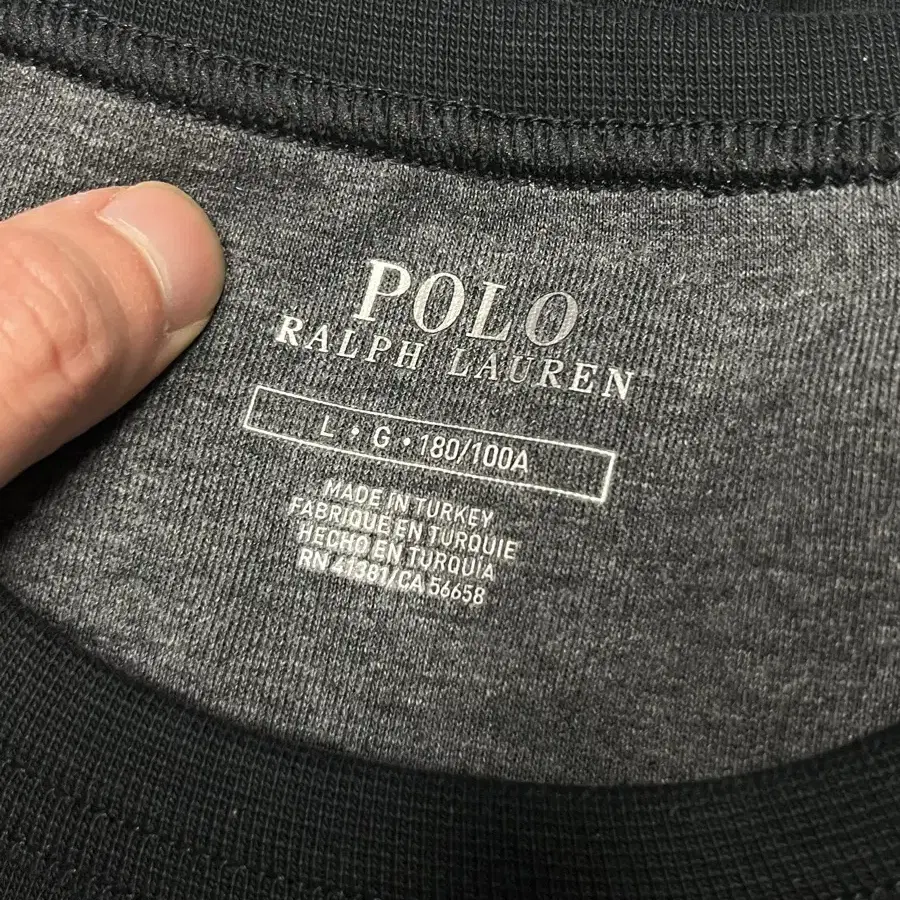 POLO
RALPH LAUREN
L • G • 180/100A
MADE IN TURKEY
FABRIQUE EN TURQUIE
HECHO EN TURQUIA
RN 41381/CA 56658